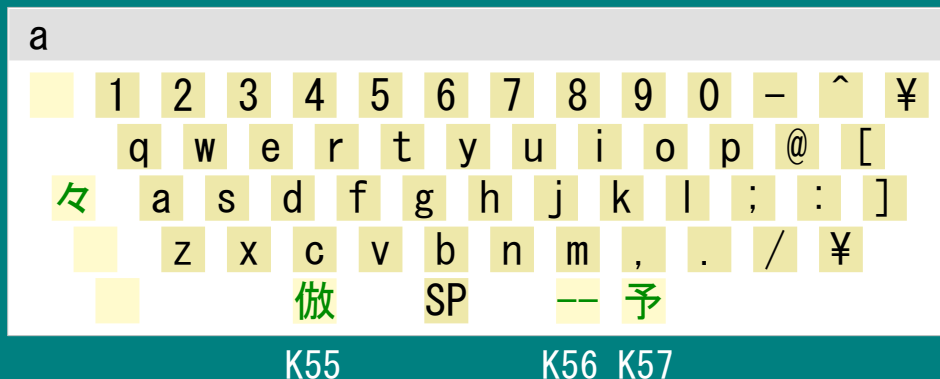 a
1 2 3 4 5 6 7 8 9 0 - ^ ¥
q w e r t y u i o p @ [
々 a s d f g h j k l ; : ]
z x c v b n m , . / ¥
倣 SP -- 予
K55 K56 K57